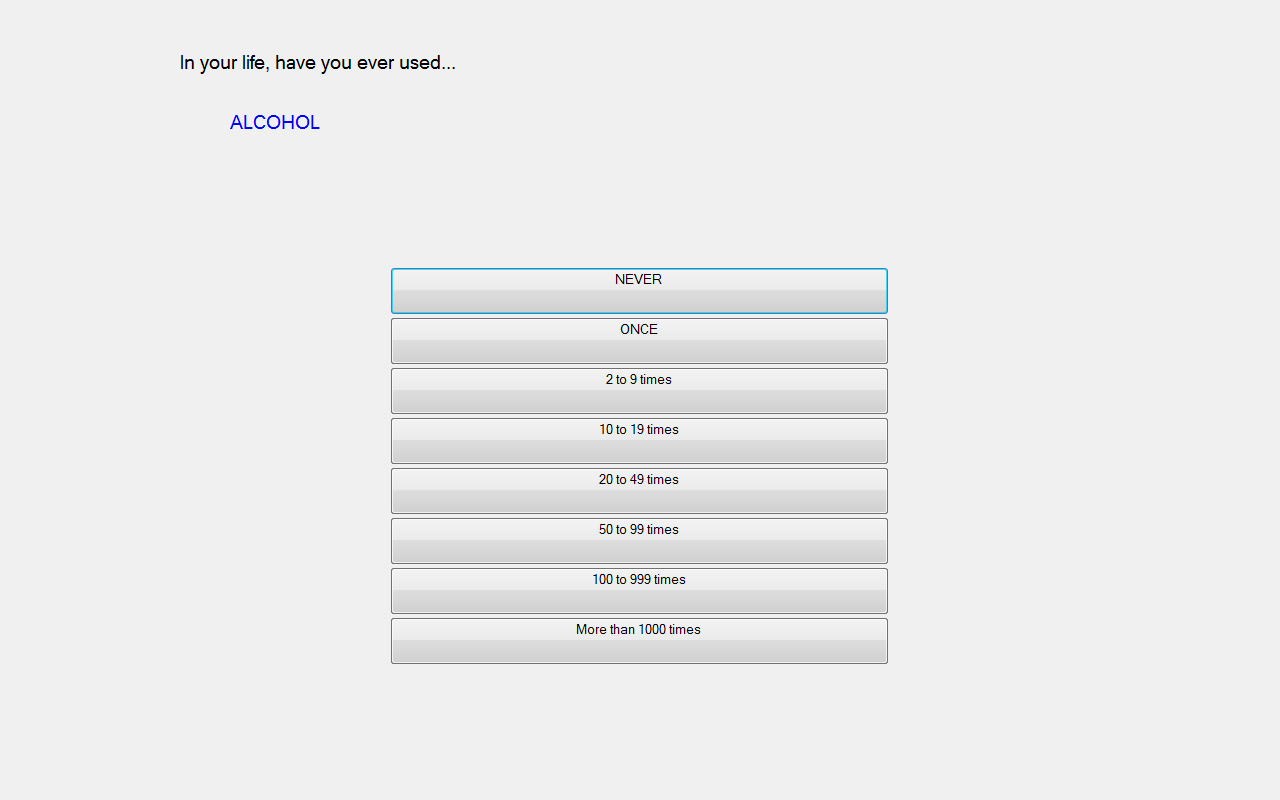 In your life, have you ever used...
ALCOHOL
NEVER
ONCE
2 to 9 times
10 to 19 times
20 to 49 times
50 to 99 times
100 to 999 times
More than 1000 times